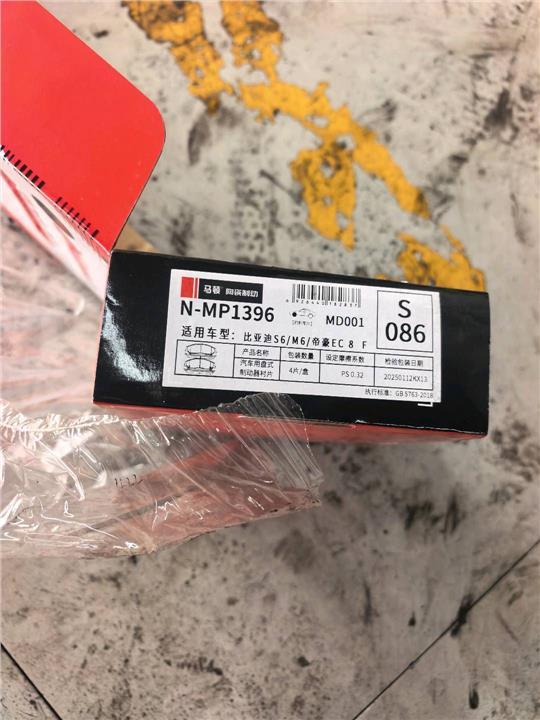 马顿 陶瓷制动
N-MP1396
MD001
S
086
适用车型: 比亚迪S6/M6/帝豪EC 8 F
产品名称 包装数量 设定摩擦系数 检验包装日期
汽车用盘式制动器衬片 4片/盒 PS 0.32 20250112KX13
执行标准: GB 5763-2018